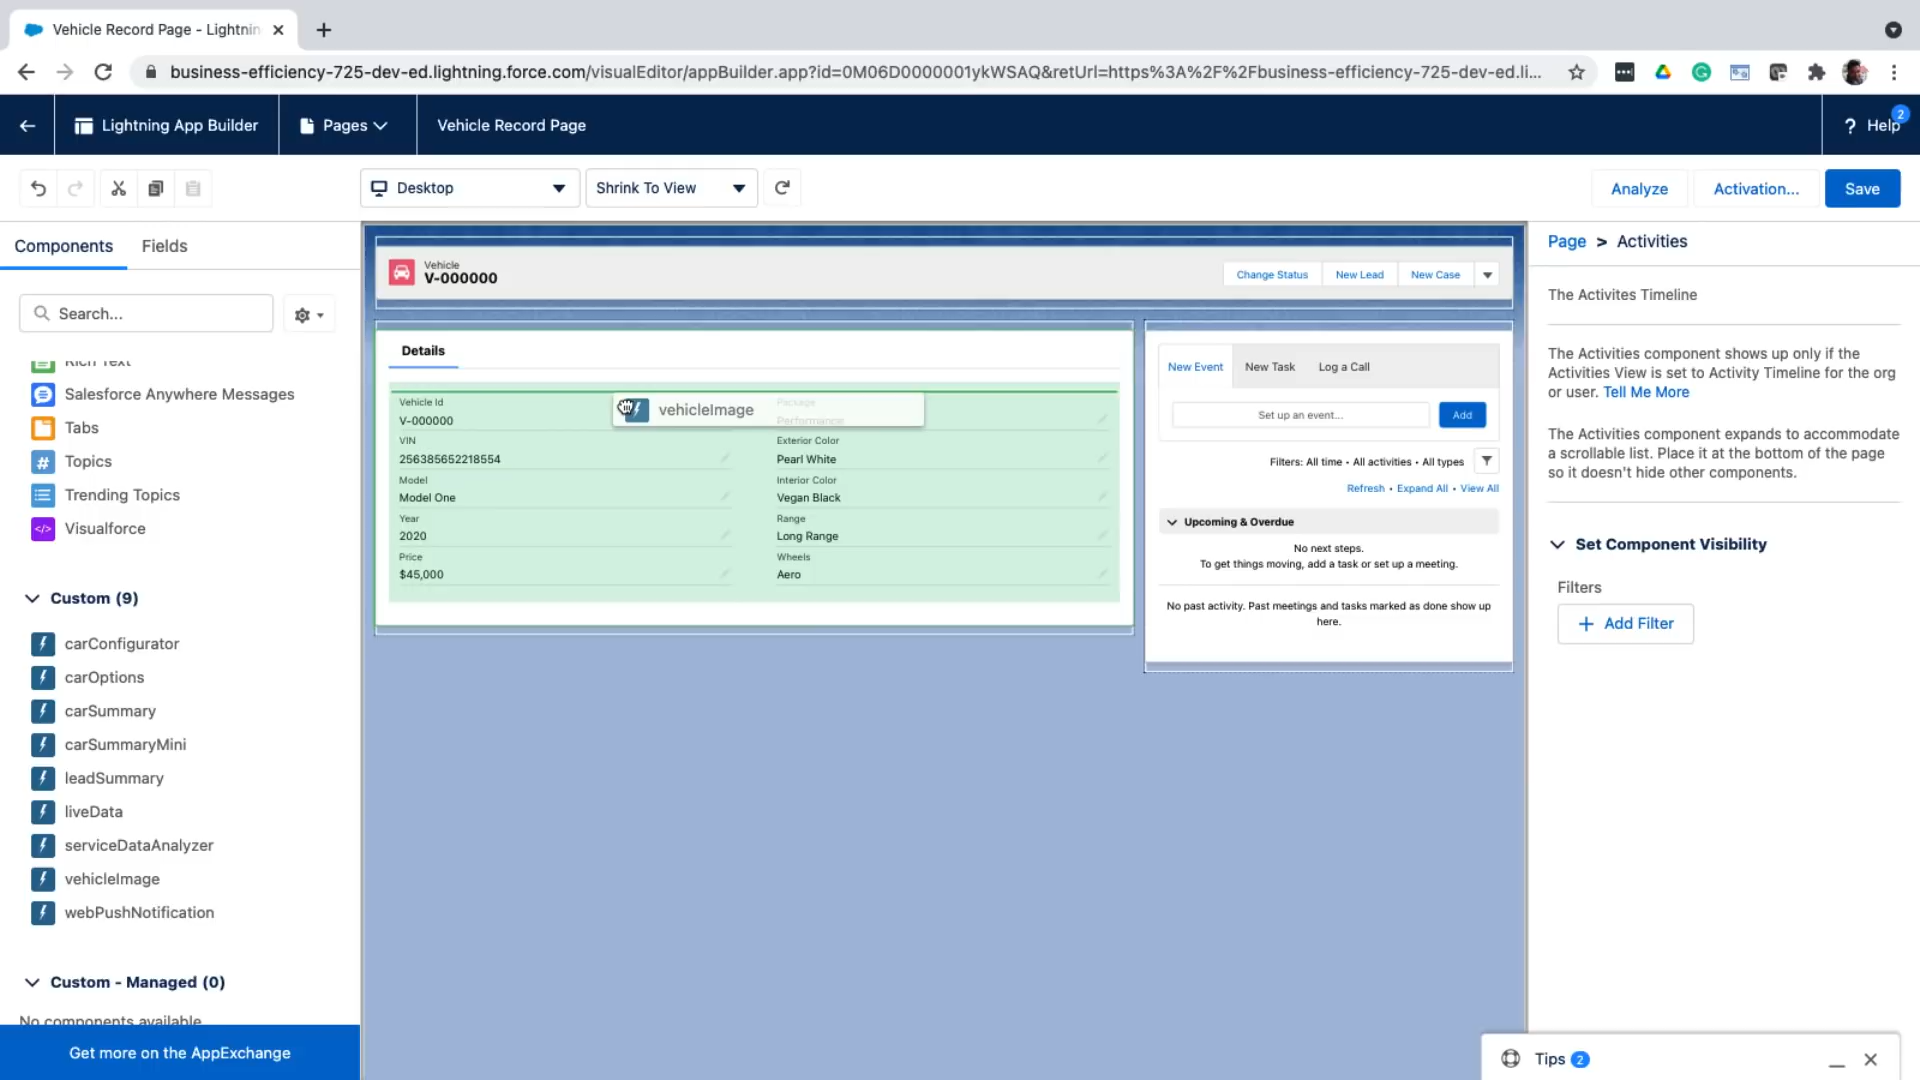 Vehicle Record Page - Lightnin
business-efficiency-725-dev-ed.lightning.force.com/visualEditor/appBuilder.app?id=0M06D0000001ykWSAQ&retUrl=https%3A%2F%2Fbusiness-efficiency-725-dev-ed.li...
Lightning App Builder
Pages
Vehicle Record Page
? Help
2
Desktop
Shrink To View
Analyze
Activation...
Save
Components
Fields
Search...
Rich Text
Salesforce Anywhere Messages
Tabs
Topics
Trending Topics
Visualforce
Custom (9)
carConfigurator
carOptions
carSummary
carSummaryMini
leadSummary
liveData
serviceDataAnalyzer
vehicleImage
webPushNotification
Custom - Managed (0)
No components available
Get more on the AppExchange
Vehicle
V-000000
Change Status
New Lead
New Case
Details
Vehicle Id
V-000000
VIN
256385652218554
Model
Model One
Year
2020
Price
$45,000
vehicleImage
Package
Performance
Exterior Color
Pearl White
Interior Color
Vegan Black
Range
Long Range
Wheels
Aero
New Event
New Task
Log a Call
Set up an event...
Add
Filters: All time • All activities • All types
Refresh • Expand All • View All
Upcoming & Overdue
No next steps.
To get things moving, add a task or set up a meeting.
No past activity. Past meetings and tasks marked as done show up
here.
Page > Activities
The Activites Timeline
The Activities component shows up only if the
Activities View is set to Activity Timeline for the org
or user. Tell Me More
The Activities component expands to accommodate
a scrollable list. Place it at the bottom of the page
so it doesn't hide other components.
Set Component Visibility
Filters
+ Add Filter
Tips 2